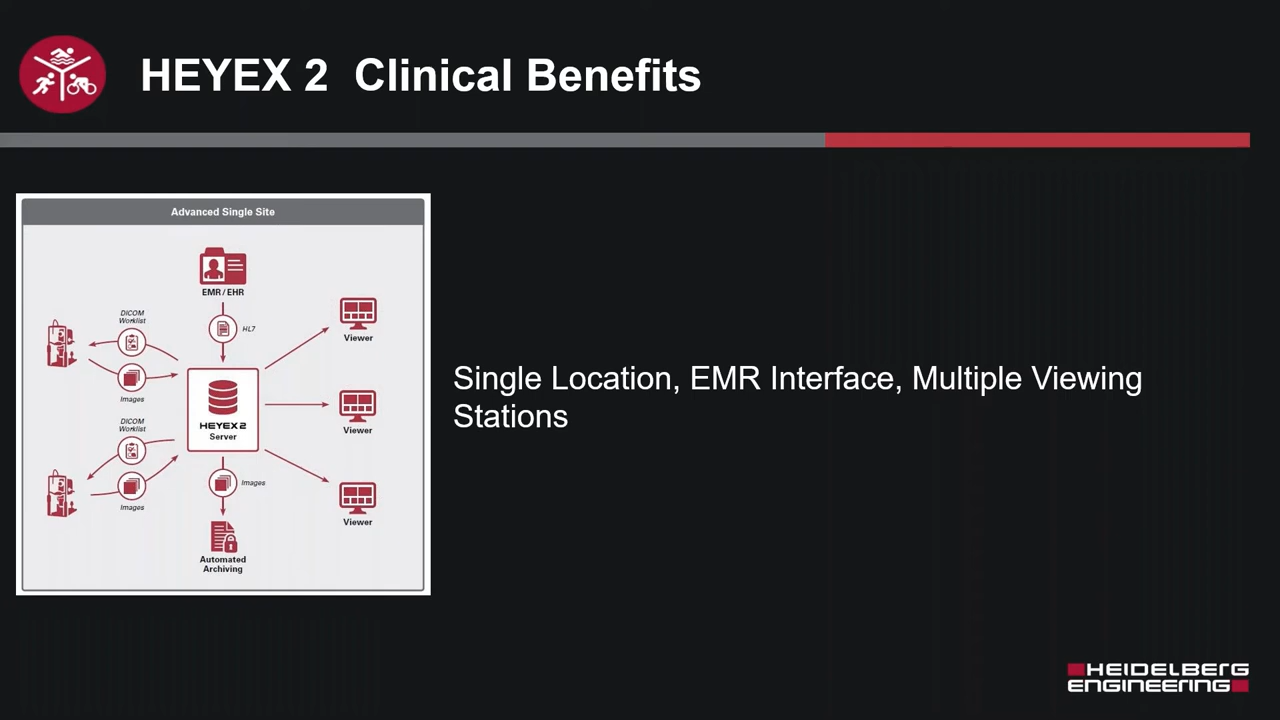 HEYEX 2 Clinical Benefits
Advanced Single Site
EMR / EHR
HL7
DICOM
Worklist
Images
DICOM
Worklist
Images
HEYEX 2
Server
Viewer
Viewer
Viewer
Images
Automated
Archiving
Single Location, EMR Interface, Multiple Viewing
Stations
HEIDELBERG
ENGINEERING